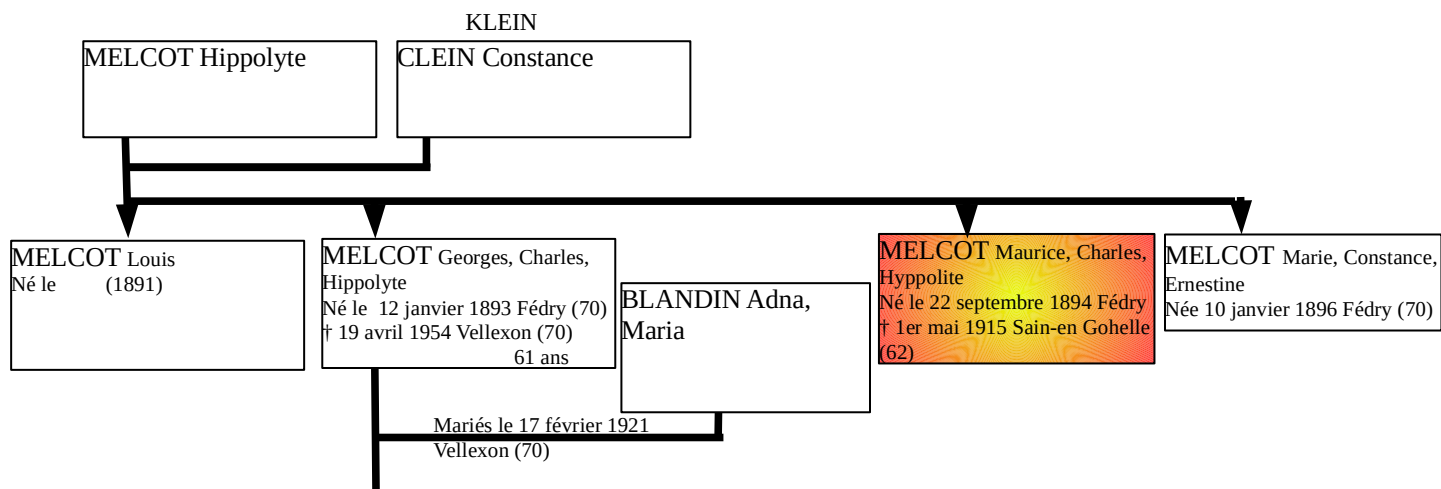 KLEIN
MELCOT Hippolyte
CLEIN Constance
MELCOT Louis
Né le (1891)
MELCOT Georges, Charles,
Hippolyte
Né le 12 janvier 1893 Fédry (70)
† 19 avril 1954 Vellexon (70)
61 ans
BLANDIN Adna,
Maria
MELCOT Maurice, Charles,
Hyppolite
Né le 22 septembre 1894 Fédry
† 1er mai 1915 Sain-en Gohelle
(62)
MELCOT Marie, Constance,
Ernestine
Née 10 janvier 1896 Fédry (70)
Mariés le 17 février 1921
Vellexon (70)